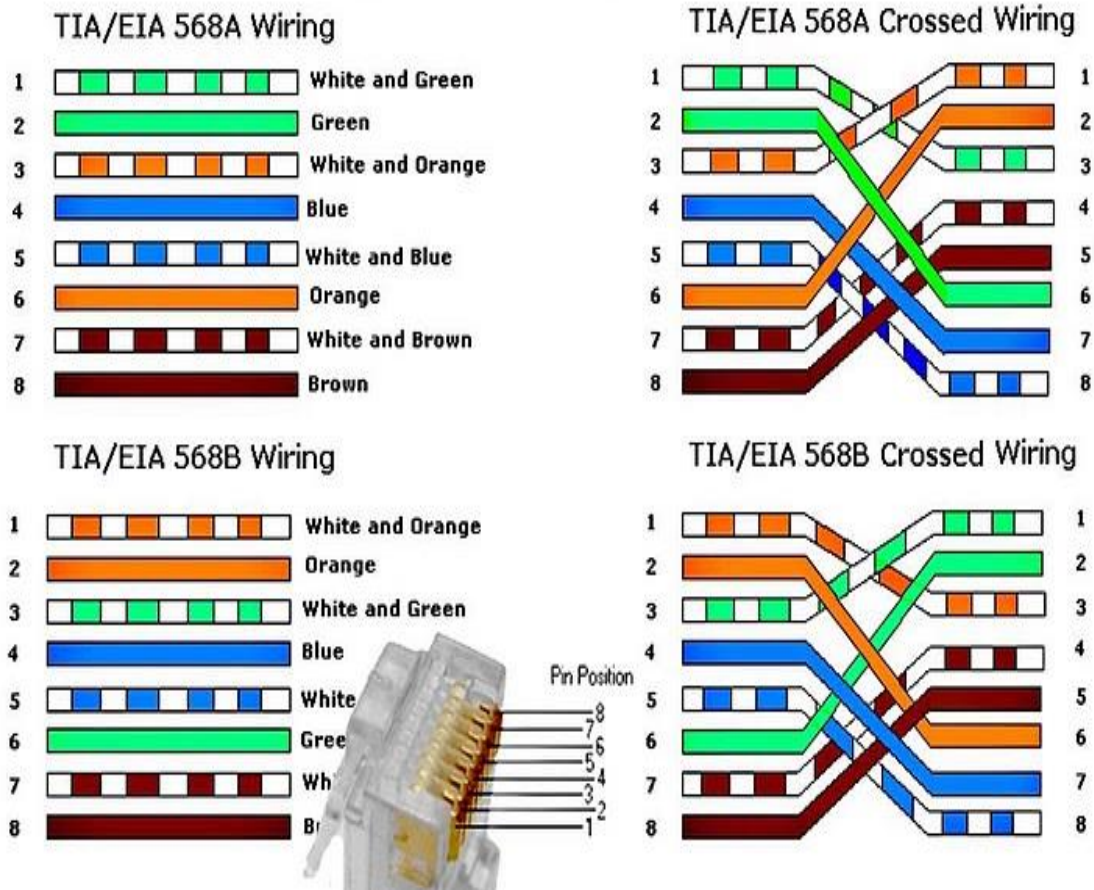 TIA/EIA 568A Wiring
1 White and Green
2 Green
3 White and Orange
4 Blue
5 White and Blue
6 Orange
7 White and Brown
8 Brown
TIA/EIA 568A Crossed Wiring
1 1
2 2
3 3
4 4
5 5
6 6
7 7
8 8
TIA/EIA 568B Wiring
1 White and Orange
2 Orange
3 White and Green
4 Blue
5 White
6
7
8
Pin Position
8
7
6
5
4
3
2
1
TIA/EIA 568B Crossed Wiring
1 1
2 2
3 3
4 4
5 5
6 6
7 7
8 8